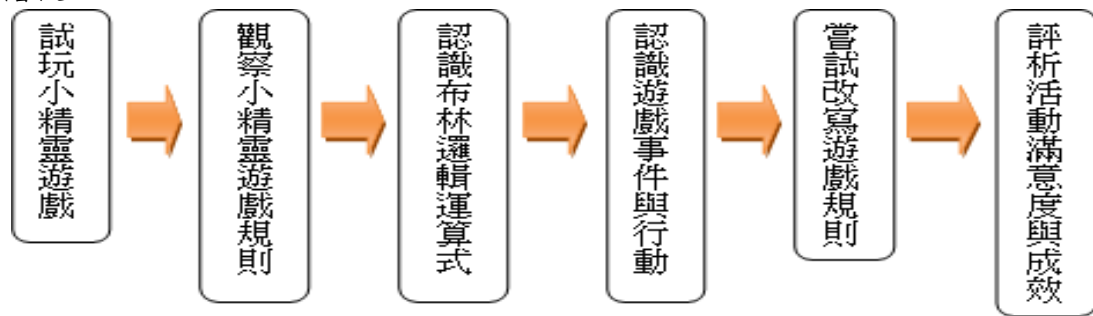 試玩小精靈遊戲
觀察小精靈遊戲規則
認識布林邏輯運算式
認識遊戲事件與行動
嘗試改寫遊戲規則
評析活動滿意度與成效